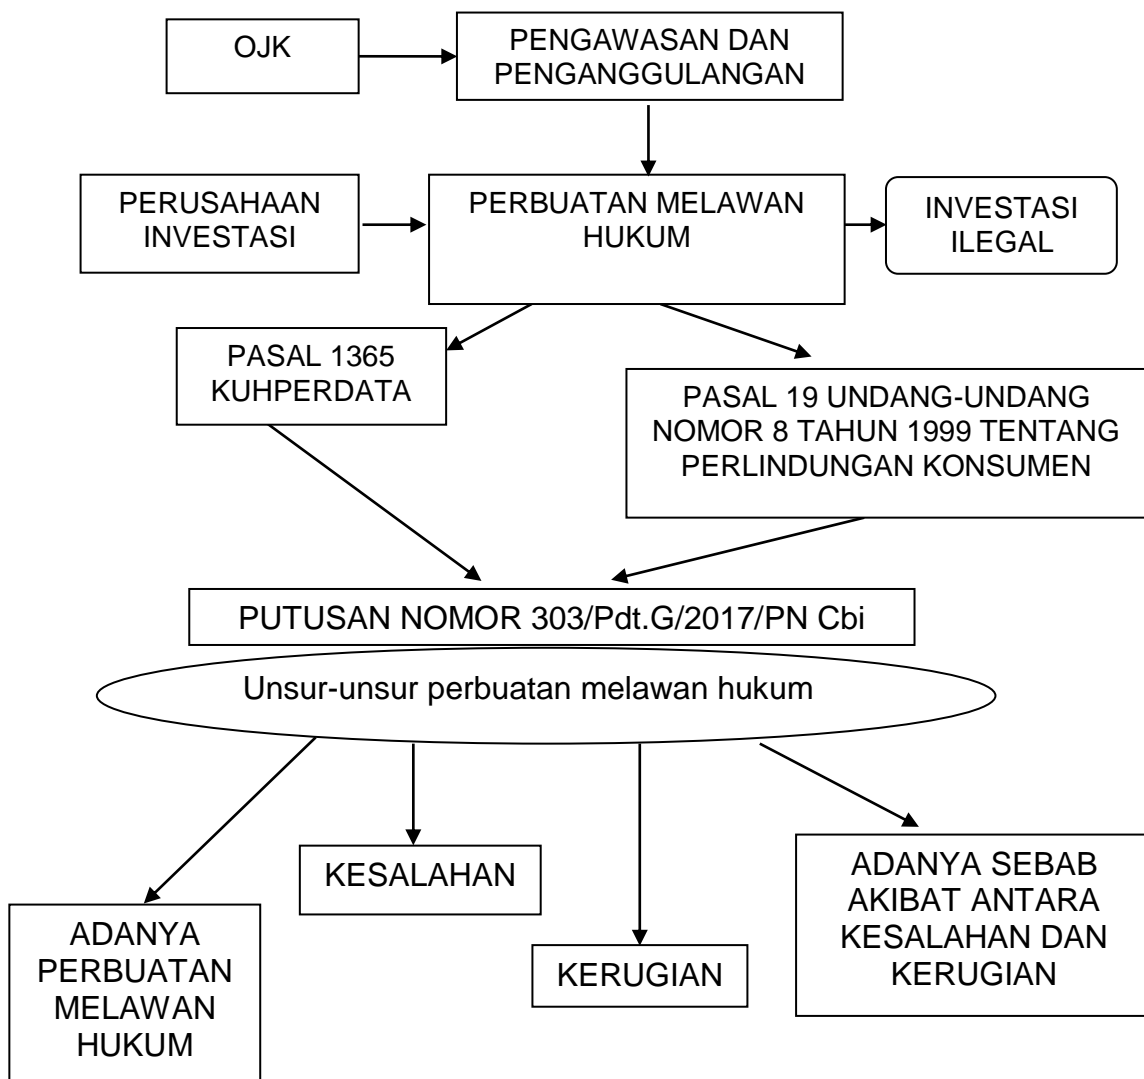 OJK
PENGAWASAN DAN
PENGANGGULANGAN
PERUSAHAAN
INVESTASI
PERBUATAN MELAWAN
HUKUM
INVESTASI
ILEGAL
PASAL 1365
KUHPERDATA
PASAL 19 UNDANG-UNDANG
NOMOR 8 TAHUN 1999 TENTANG
PERLINDUNGAN KONSUMEN
PUTUSAN NOMOR 303/Pdt.G/2017/PN Cbi
Unsur-unsur perbuatan melawan hukum
ADANYA
PERBUATAN
MELAWAN
HUKUM
KESALAHAN
KERUGIAN
ADANYA SEBAB
AKIBAT ANTARA
KESALAHAN DAN
KERUGIAN